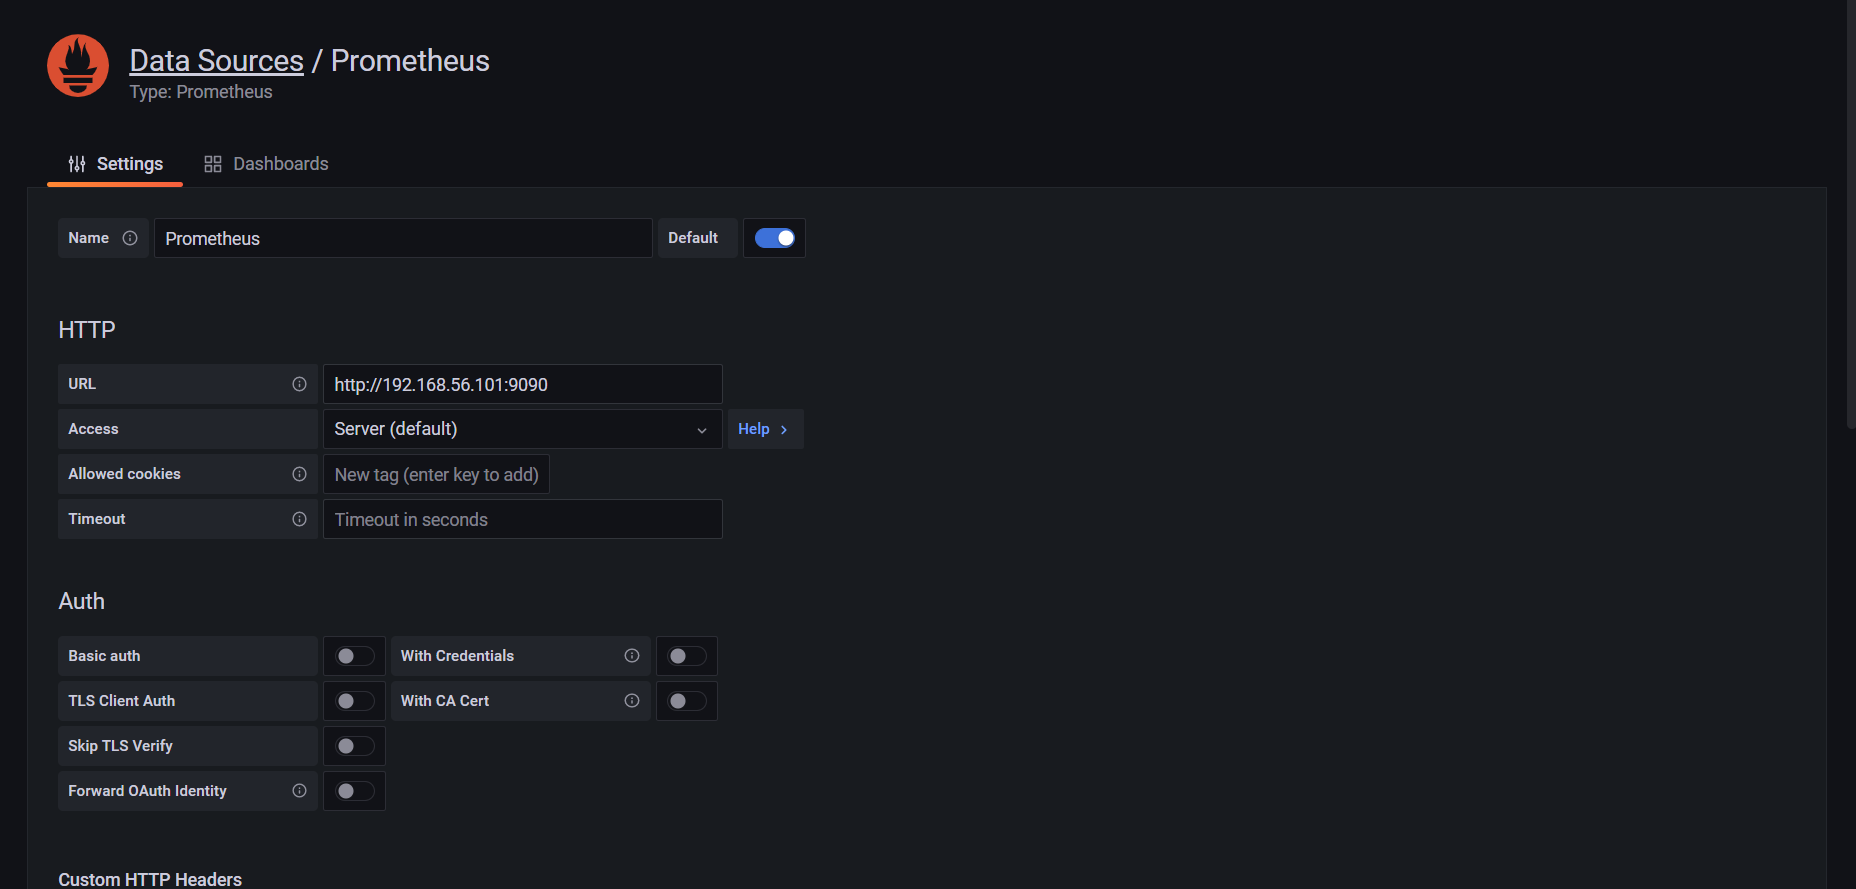 Data Sources / Prometheus
Type: Prometheus
Settings Dashboards
Name Prometheus Default
HTTP
URL http://192.168.56.101:9090
Access Server (default) Help
Allowed cookies New tag (enter key to add)
Timeout Timeout in seconds
Auth
Basic auth With Credentials
TLS Client Auth With CA Cert
Skip TLS Verify
Forward OAuth Identity
Custom HTTP Headers